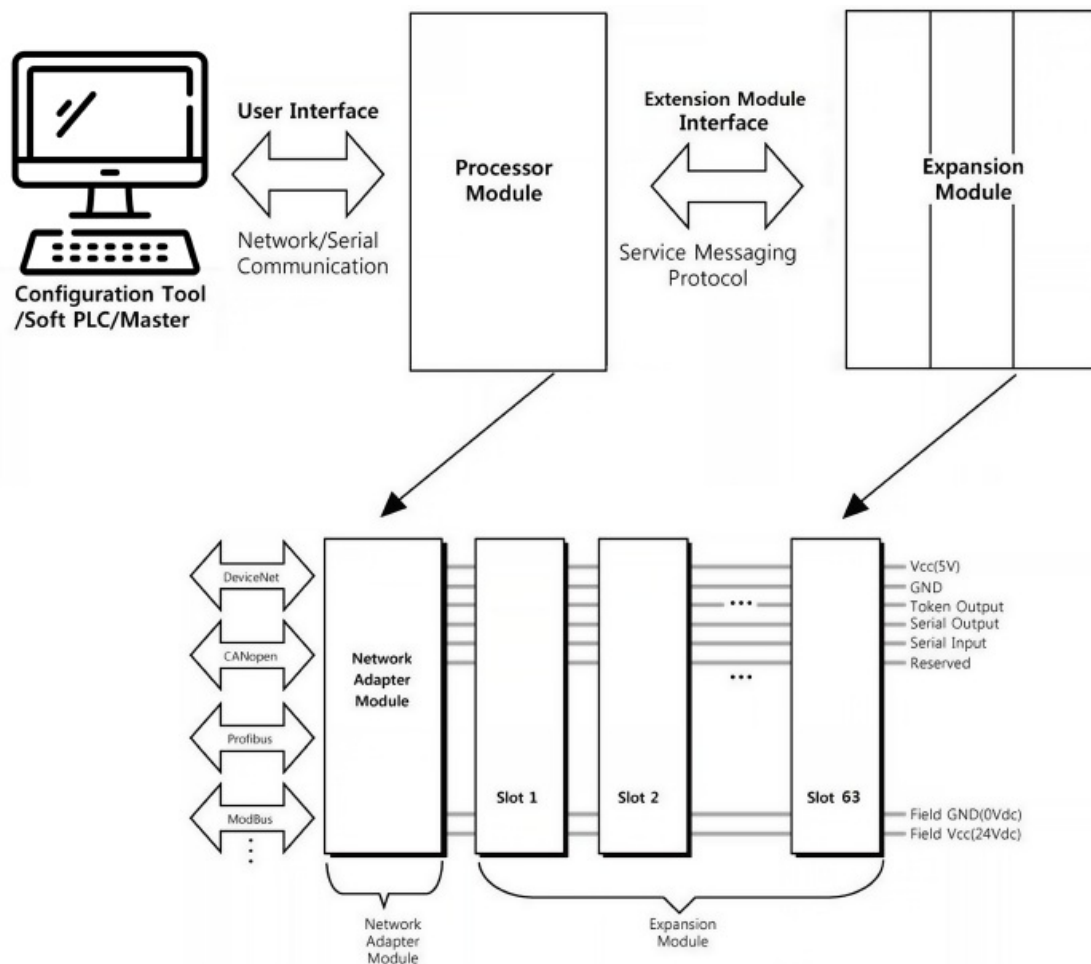 User Interface
Network/Serial
Communication
Configuration Tool
/Soft PLC/Master
Processor
Module
Extension Module
Interface
Service Messaging
Protocol
Expansion
Module
DeviceNet
CANopen
Profibus
ModBus
Network
Adapter
Module
Slot 1
Slot 2
Slot 63
Vcc(5V)
GND
Token Output
Serial Output
Serial Input
Reserved
Field GND(0Vdc)
Field Vcc(24Vdc)
Network
Adapter
Module
Expansion
Module